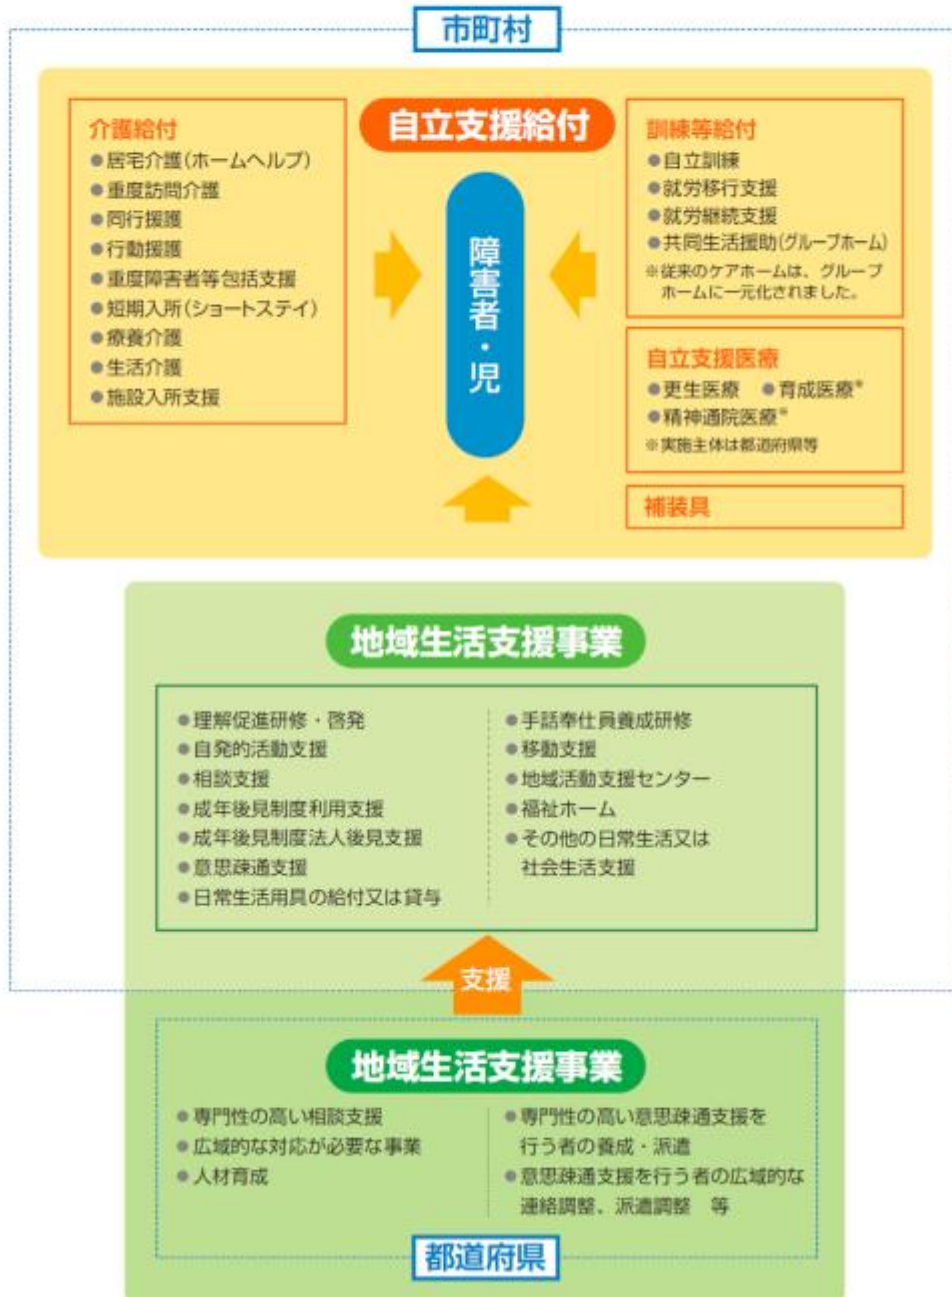 市町村
自立支援給付
介護給付
●居宅介護(ホームヘルプ)
●重度訪問介護
●同行援護
●行動援護
●重度障害者等包括支援
●短期入所(ショートステイ)
●療養介護
●生活介護
●施設入所支援
障害者・児
訓練等給付
●自立訓練
●就労移行支援
●就労継続支援
●共同生活援助(グループホーム)
※従来のケアホームは、グループ
ホームに一元化されました。
自立支援医療
●更生医療 ●育成医療※
●精神通院医療※
※実施主体は都道府県等
補装具
地域生活支援事業
●理解促進研修・啓発
●自発的活動支援
●相談支援
●成年後見制度利用支援
●成年後見制度法人後見支援
●意思疎通支援
●日常生活用具の給付又は貸与
●手話奉仕員養成研修
●移動支援
●地域活動支援センター
●福祉ホーム
●その他の日常生活又は
社会生活支援
支援
地域生活支援事業
●専門性の高い相談支援
●広域的な対応が必要な事業
●人材育成
●専門性の高い意思疎通支援を
行う者の養成・派遣
●意思疎通支援を行う者の広域的な
連絡調整、派遣調整 等
都道府県